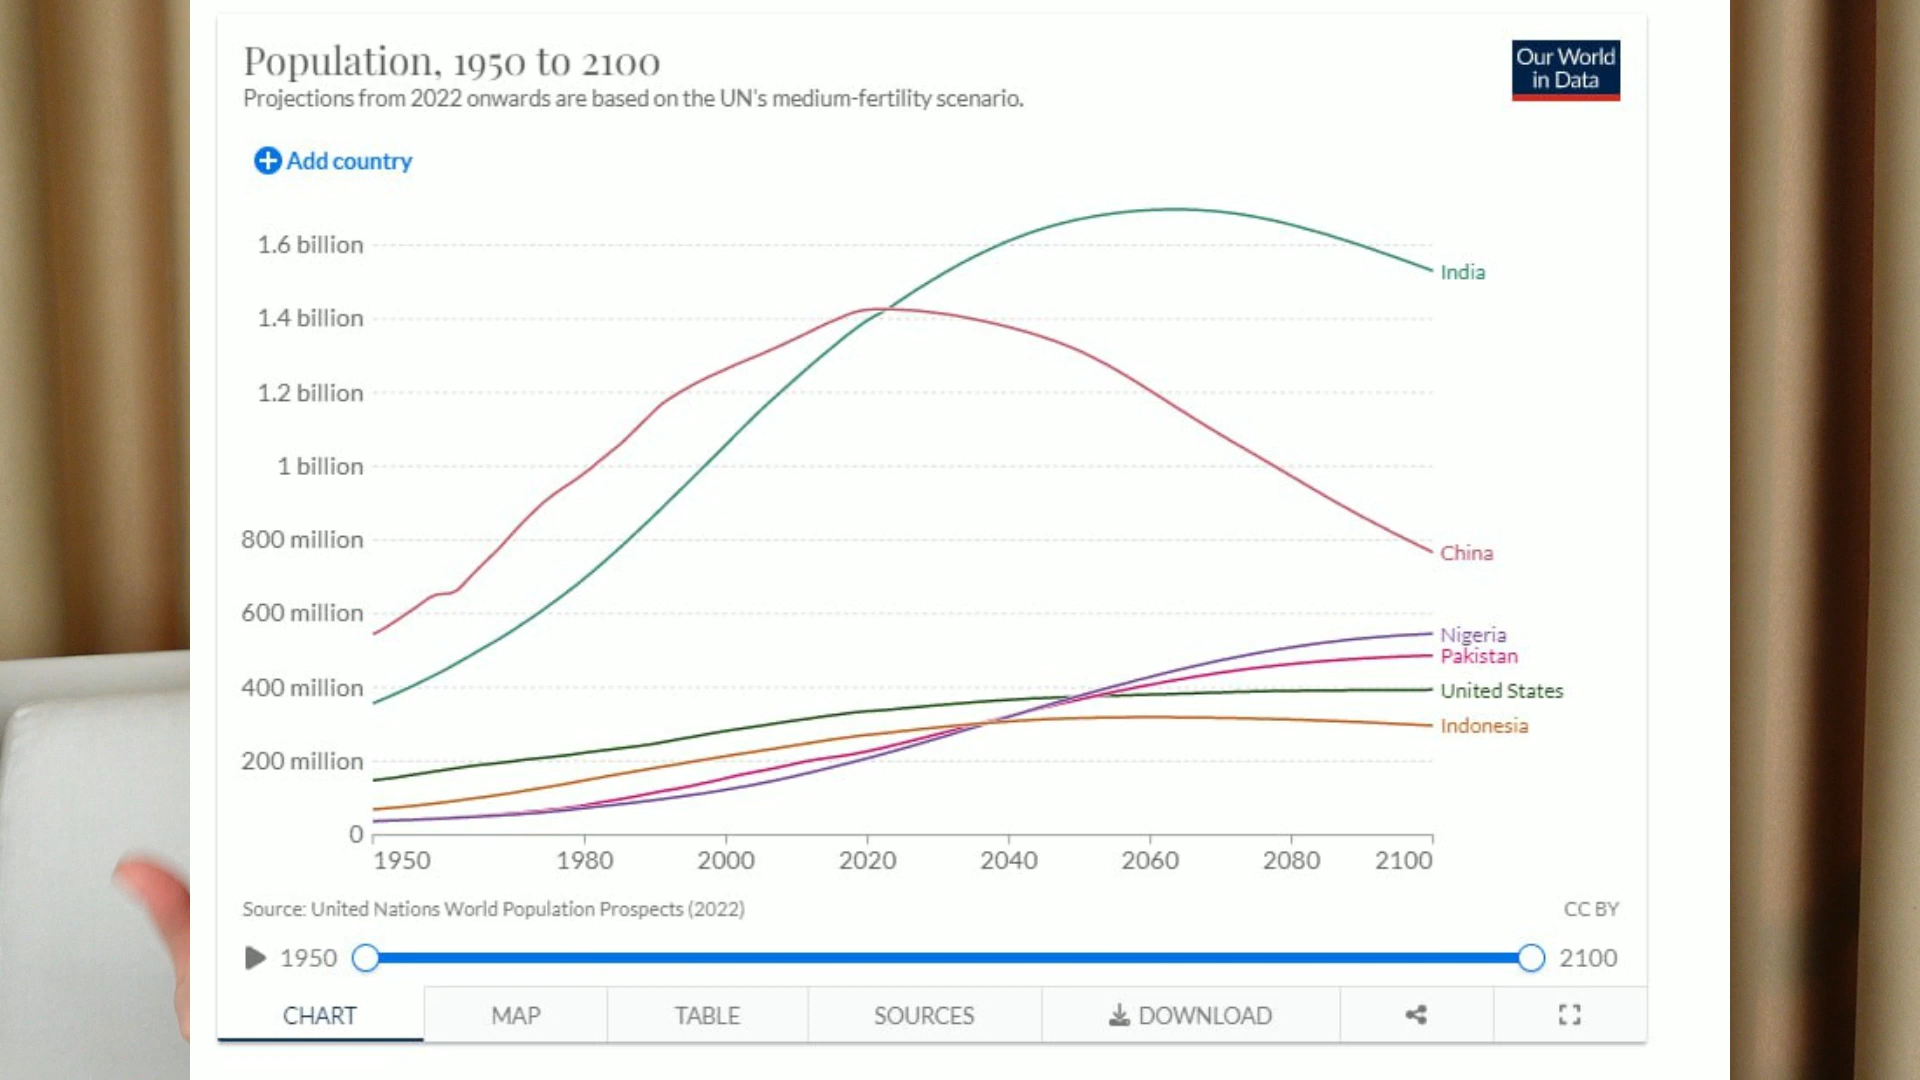 Population, 1950 to 2100
Our World
in Data
Projections from 2022 onwards are based on the UN's medium-fertility scenario.
Add country
1.6 billion
India
1.4 billion
1.2 billion
1 billion
800 million
China
600 million
Nigeria
Pakistan
400 million
United States
Indonesia
200 million
0
1950 1980 2000 2020 2040 2060 2080 2100
Source: United Nations World Population Prospects (2022)
CC BY
1950 2100
CHART MAP TABLE SOURCES DOWNLOAD